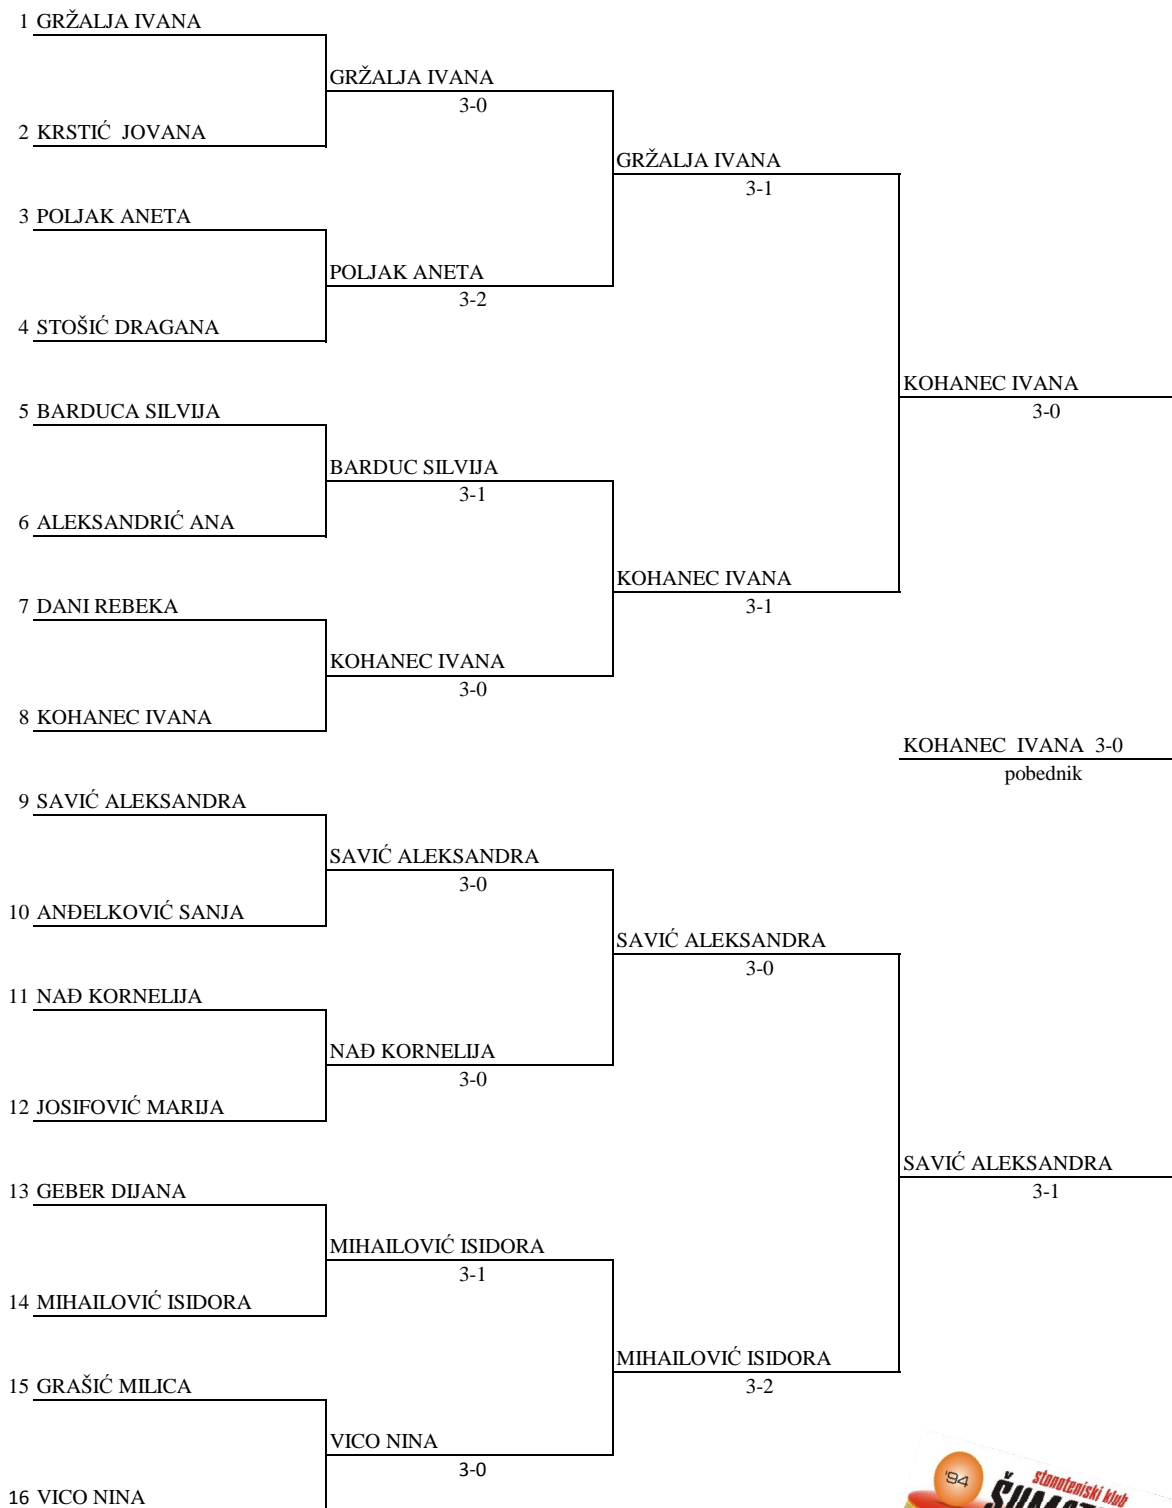 1 GRŽALJA IVANA
GRŽALJA IVANA
3-0
2 KRSTIĆ  JOVANA
GRŽALJA IVANA
3-1
3 POLJAK ANETA
POLJAK ANETA
3-2
4 STOŠIĆ DRAGANA
KOHANEC IVANA
3-0
5 BARDUCA SILVIJA
BARDUC SILVIJA
3-1
6 ALEKSANDRIĆ ANA
KOHANEC IVANA
3-1
7 DANI REBEKA
KOHANEC IVANA
3-0
8 KOHANEC IVANA
KOHANEC  IVANA  3-0
pobednik
9 SAVIĆ ALEKSANDRA
SAVIĆ ALEKSANDRA
3-0
10 ANĐELKOVIĆ SANJA
SAVIĆ ALEKSANDRA
3-0
11 NAĐ KORNELIJA
NAĐ KORNELIJA
3-0
12 JOSIFOVIĆ MARIJA
SAVIĆ ALEKSANDRA
3-1
13 GEBER DIJANA
MIHAILOVIĆ ISIDORA
3-1
14 MIHAILOVIĆ ISIDORA
MIHAILOVIĆ ISIDORA
3-2
15 GRAŠIĆ MILICA
VICO NINA
3-0
16 VICO NINA
'94
stonoteniski klub